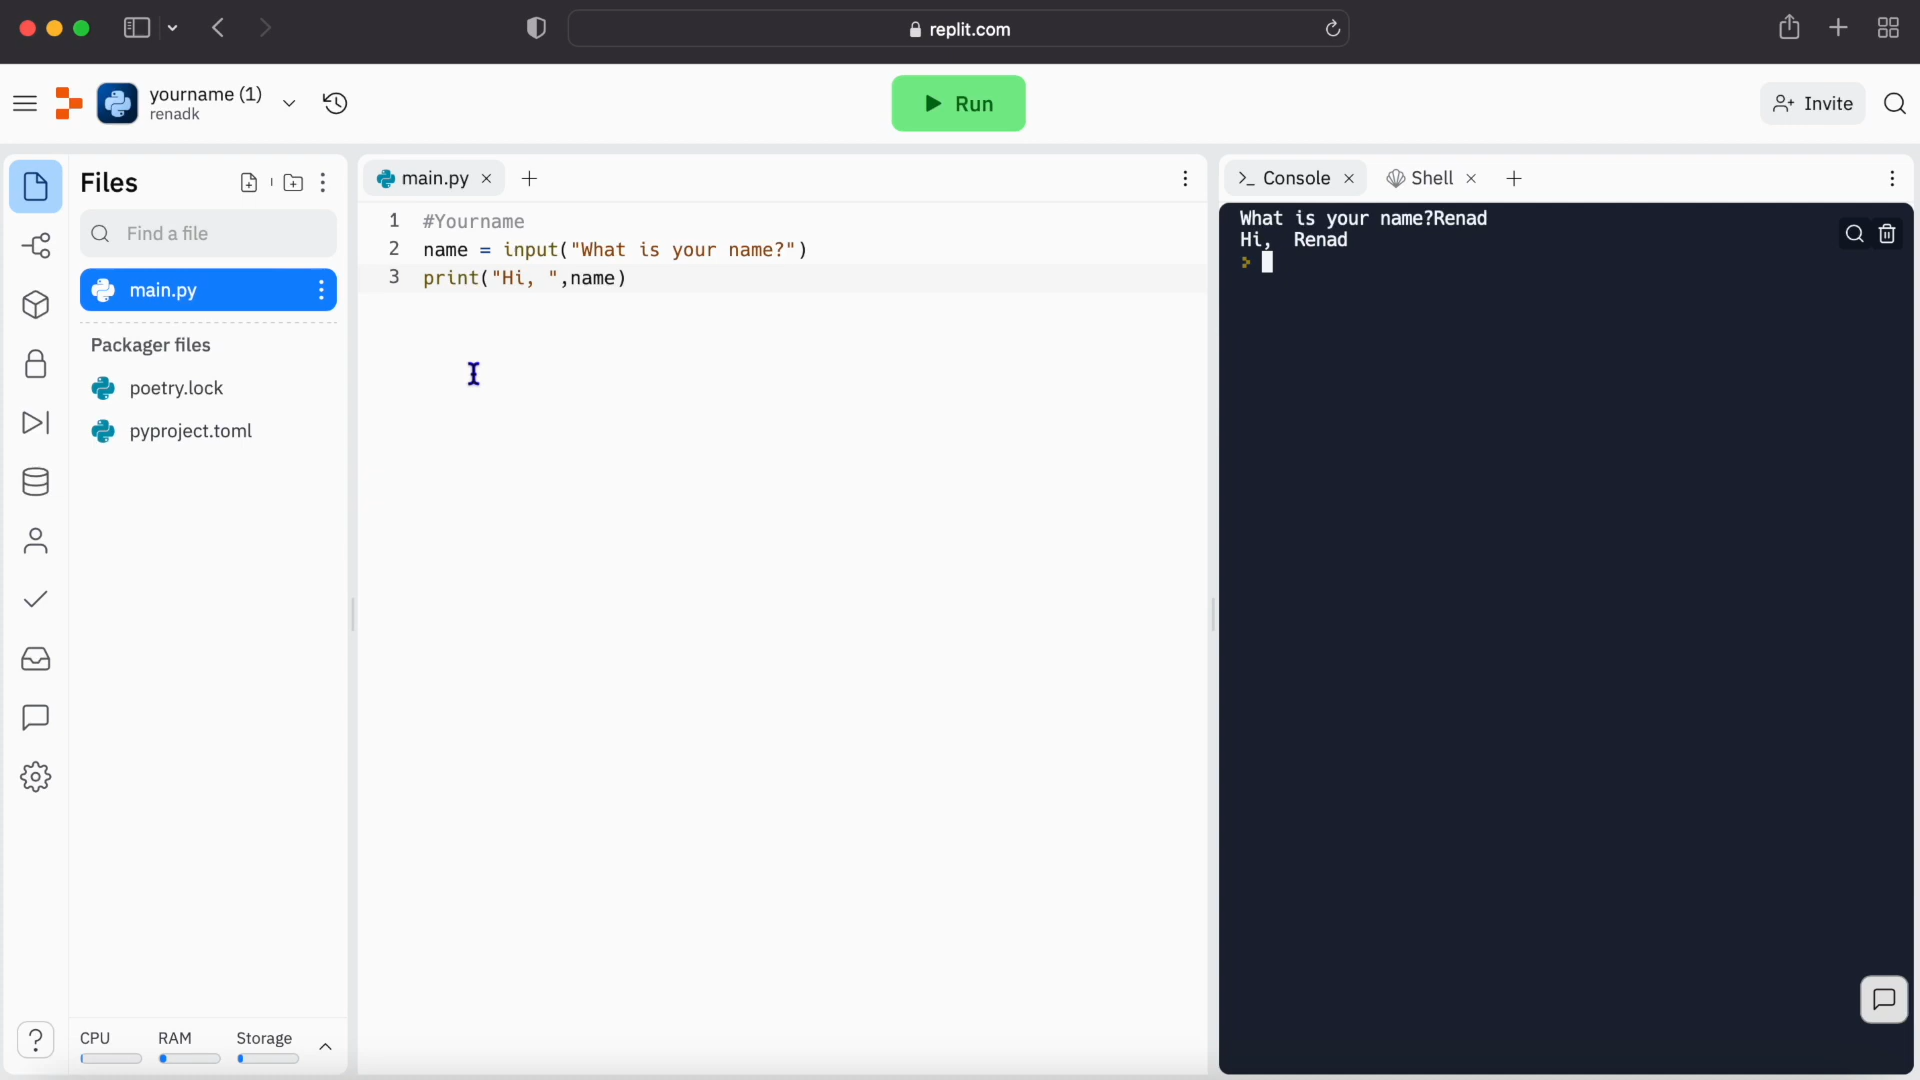 replit.com
yourname (1)
renadk
Run
Invite
Files
Find a file
main.py
Packager files
poetry.lock
pyproject.toml
CPU RAM Storage
?
main.py
1 #Yourname
2 name = input("What is your name?")
3 print("Hi, ",name)
>_ Console
Shell
What is your name?Renad
Hi,  Renad
>